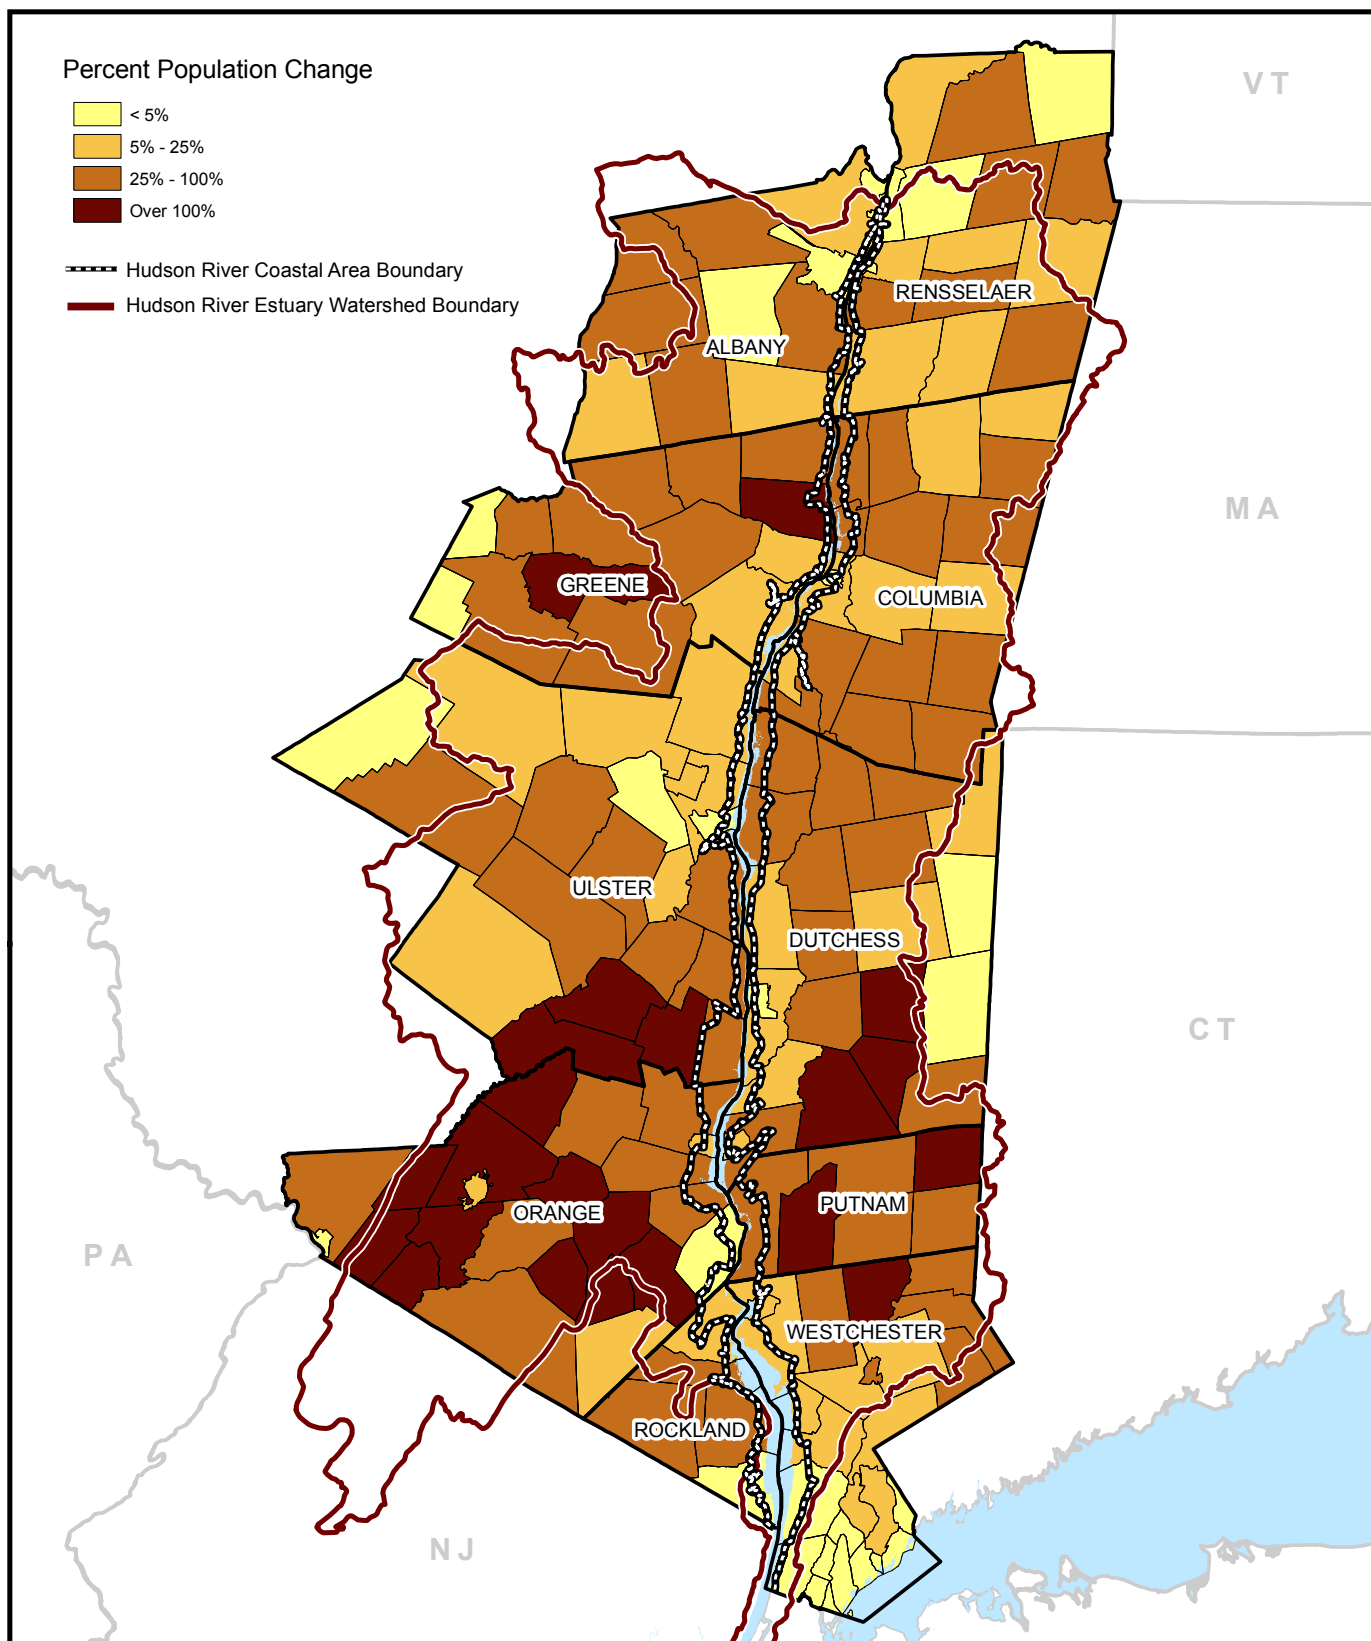 Percent Population Change
< 5%
5% - 25%
25% - 100%
Over 100%
Hudson River Coastal Area Boundary
Hudson River Estuary Watershed Boundary
VT
RENSSELAER
ALBANY
MA
GREENE
COLUMBIA
ULSTER
DUTCHESS
CT
PUTNAM
ORANGE
PA
WESTCHESTER
ROCKLAND
NJ